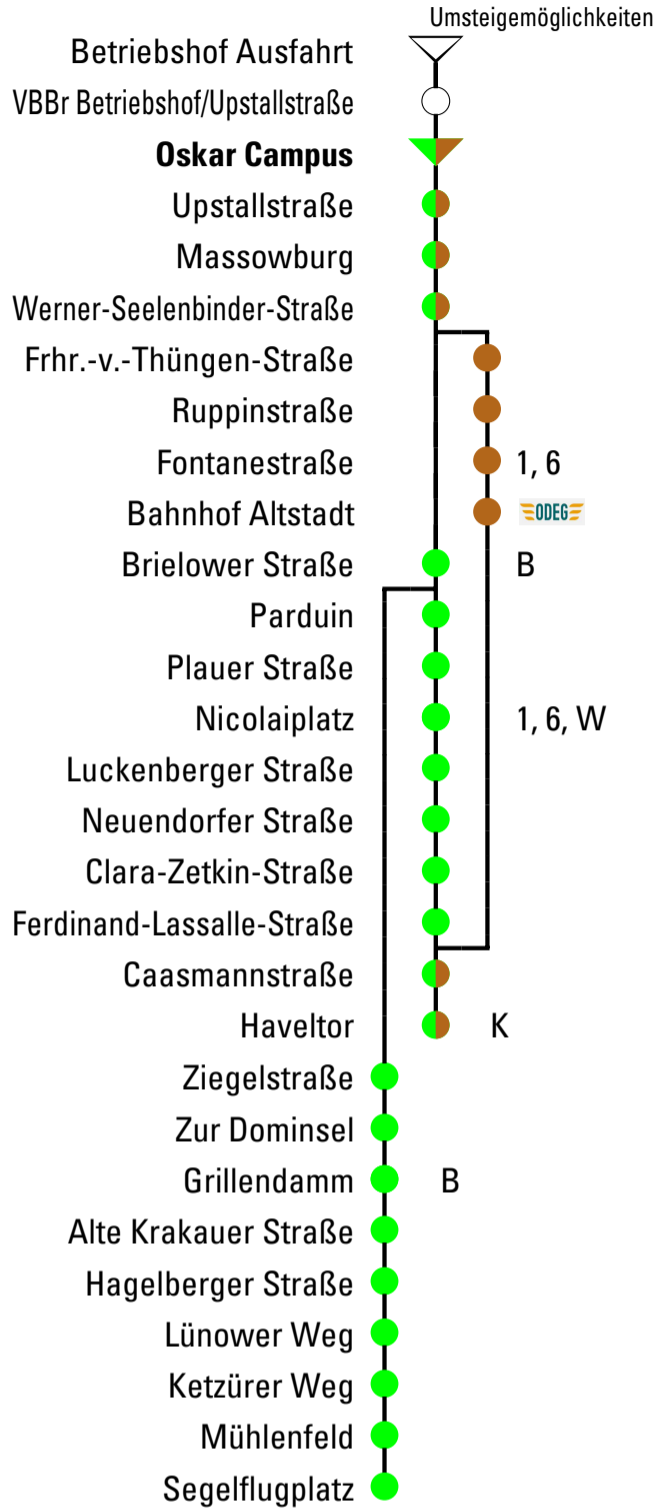 Umsteigemöglichkeiten
Betriebshof Ausfahrt
VBBr Betriebshof/Upstallstraße
Oskar Campus
Upstallstraße
Massowburg
Werner-Seelenbinder-Straße
Frhr.-v.-Thüngen-Straße
Ruppinstraße
Fontanestraße 1, 6
Bahnhof Altstadt ODEG
Brielower Straße B
Parduin
Plauer Straße
Nicolaiplatz 1, 6, W
Luckenberger Straße
Neuendorfer Straße
Clara-Zetkin-Straße
Ferdinand-Lassalle-Straße
Caasmannstraße
Haveltor K
Ziegelstraße
Zur Dominsel
Grillendamm B
Alte Krakauer Straße
Hagelberger Straße
Lünower Weg
Ketzürer Weg
Mühlenfeld
Segelflugplatz